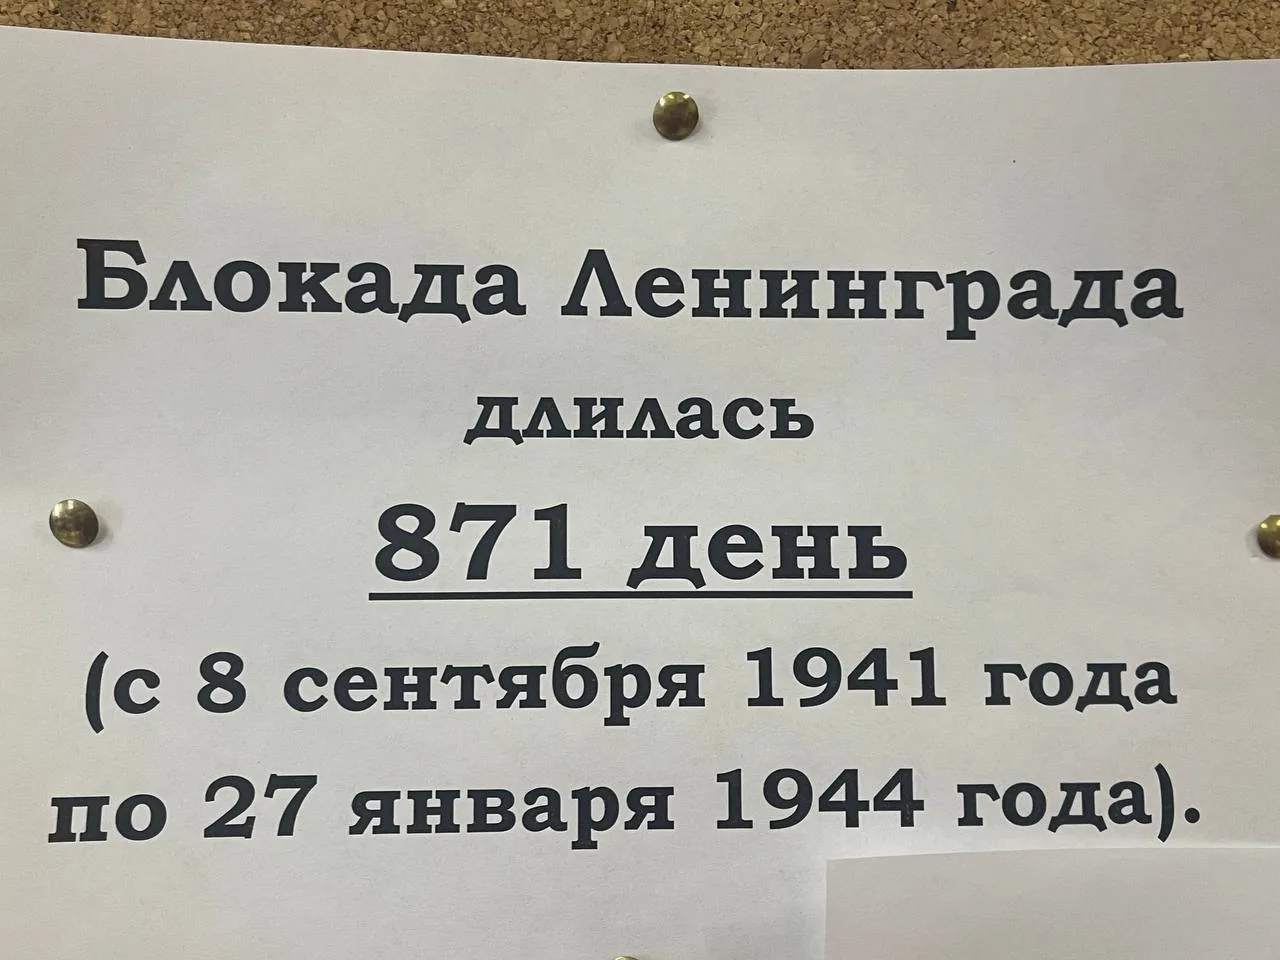 Блокада Ленинграда
длилась
871 день
(с 8 сентября 1941 года
по 27 января 1944 года).